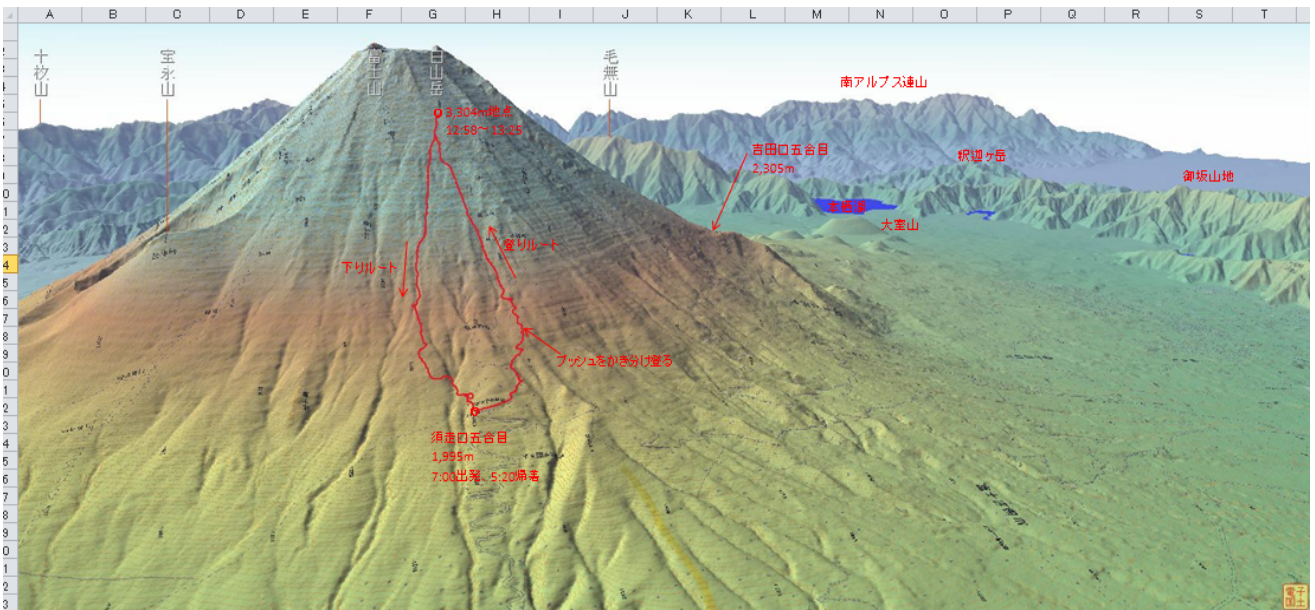 A B C D E F G H I J K L M N O P Q R S T
十枚山
宝永山
富士山
白山岳
毛無山
南アルプス連山
3,304m地点
12:58～13:25
吉田口五合目
2,305m
釈迦ヶ岳
御坂山地
大室山
登りルート
下りルート
ブッシュをかき分け登る
須走口五合目
1,995m
7:00出発、5:20帰着